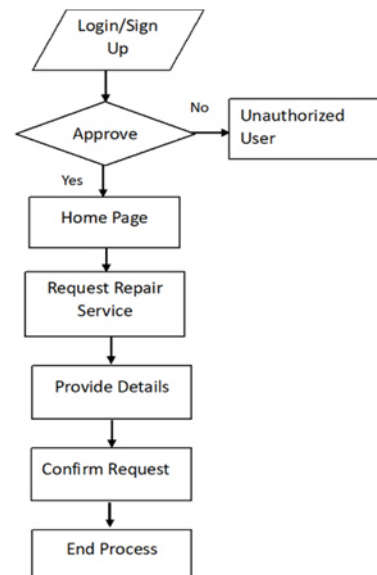 Login/Sign
Up
No
Approve
Unauthorized
User
Yes
Home Page
Request Repair
Service
Provide Details
Confirm Request
End Process